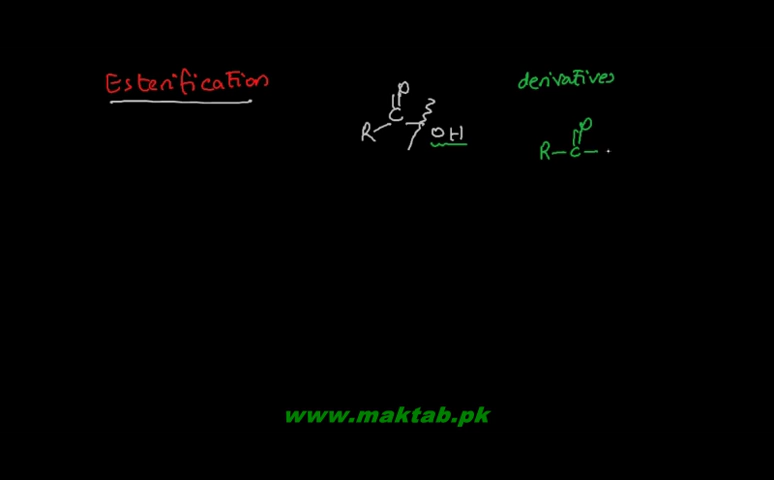 Esterification
derivatives
O
C
R
OH
O
R-C-
www.maktab.pk